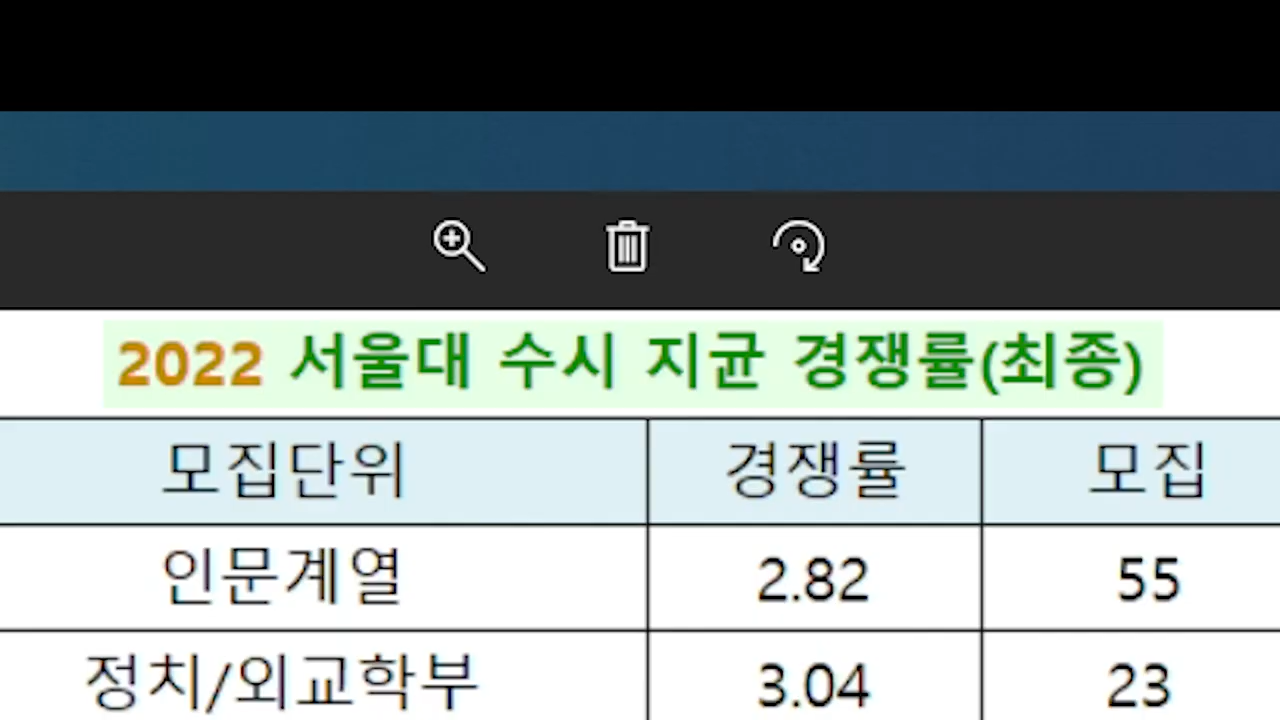 2022 서울대 수시 지균 경쟁률(최종)
모집단위 경쟁률 모집
인문계열 2.82 55
정치/외교학부 3.04 23